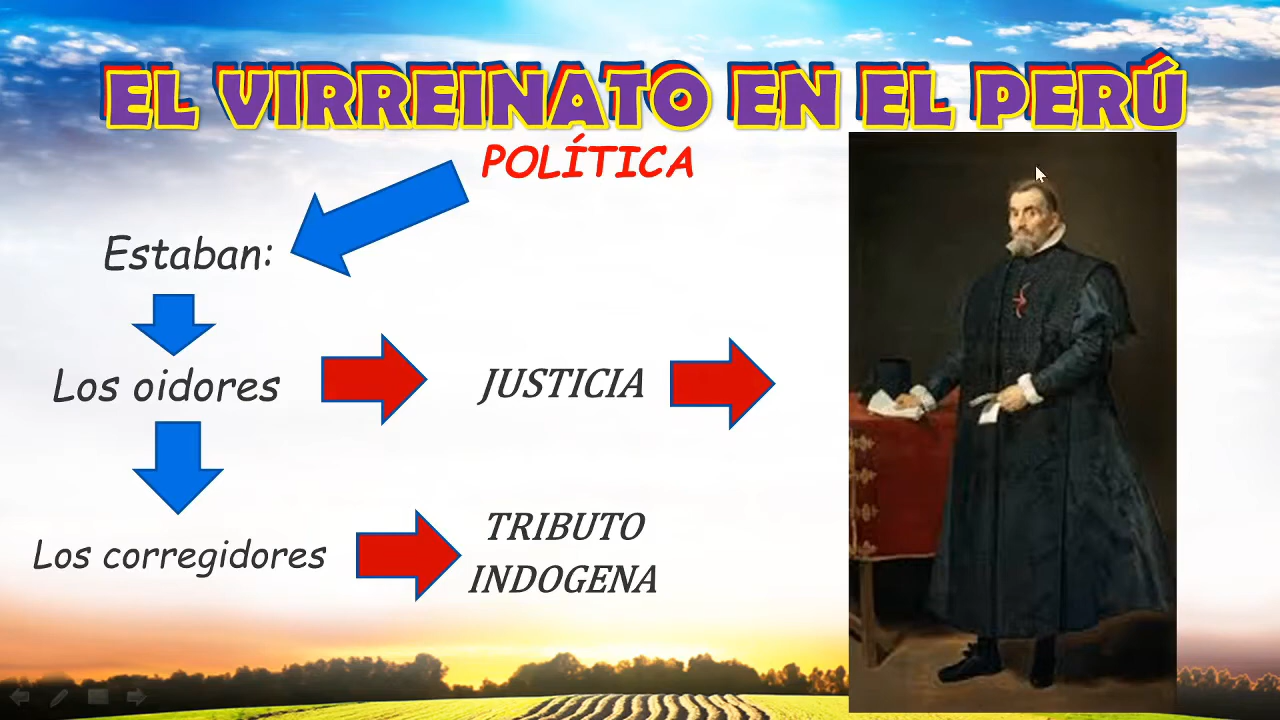 EL VIRREINATO EN EL PERÚ
POLÍTICA
Estaban:
Los oidores
JUSTICIA
Los corregidores
TRIBUTO
INDOGENA